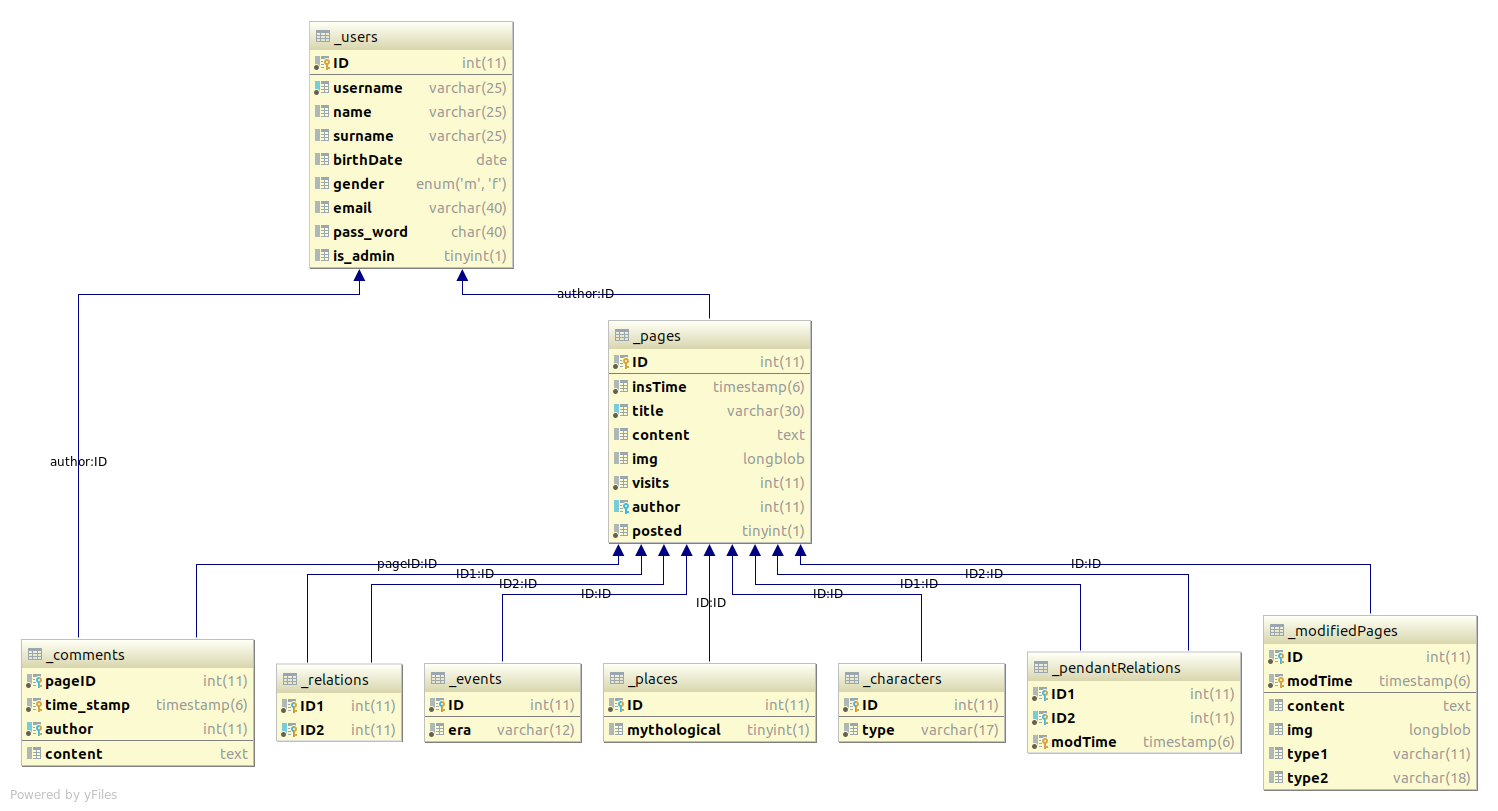 _users
ID int(11)
username varchar(25)
name varchar(25)
surname varchar(25)
birthDate date
gender enum('m', 'f')
email varchar(40)
pass_word char(40)
is_admin tinyint(1)
author:ID
_pages
ID int(11)
insTime timestamp(6)
title varchar(30)
content text
img longblob
visits int(11)
author int(11)
posted tinyint(1)
author:ID
pageID:ID
ID1:ID
ID2:ID
ID:ID
ID:ID
ID:ID
ID1:ID
ID2:ID
ID:ID
_comments
pageID int(11)
time_stamp timestamp(6)
author int(11)
content text
_relations
ID1 int(11)
ID2 int(11)
_events
ID int(11)
era varchar(12)
_places
ID int(11)
mythological tinyint(1)
_characters
ID int(11)
type varchar(17)
_pendantRelations
ID1 int(11)
ID2 int(11)
modTime timestamp(6)
_modifiedPages
ID int(11)
modTime timestamp(6)
content text
img longblob
type1 varchar(11)
type2 varchar(18)
Powered by yFiles